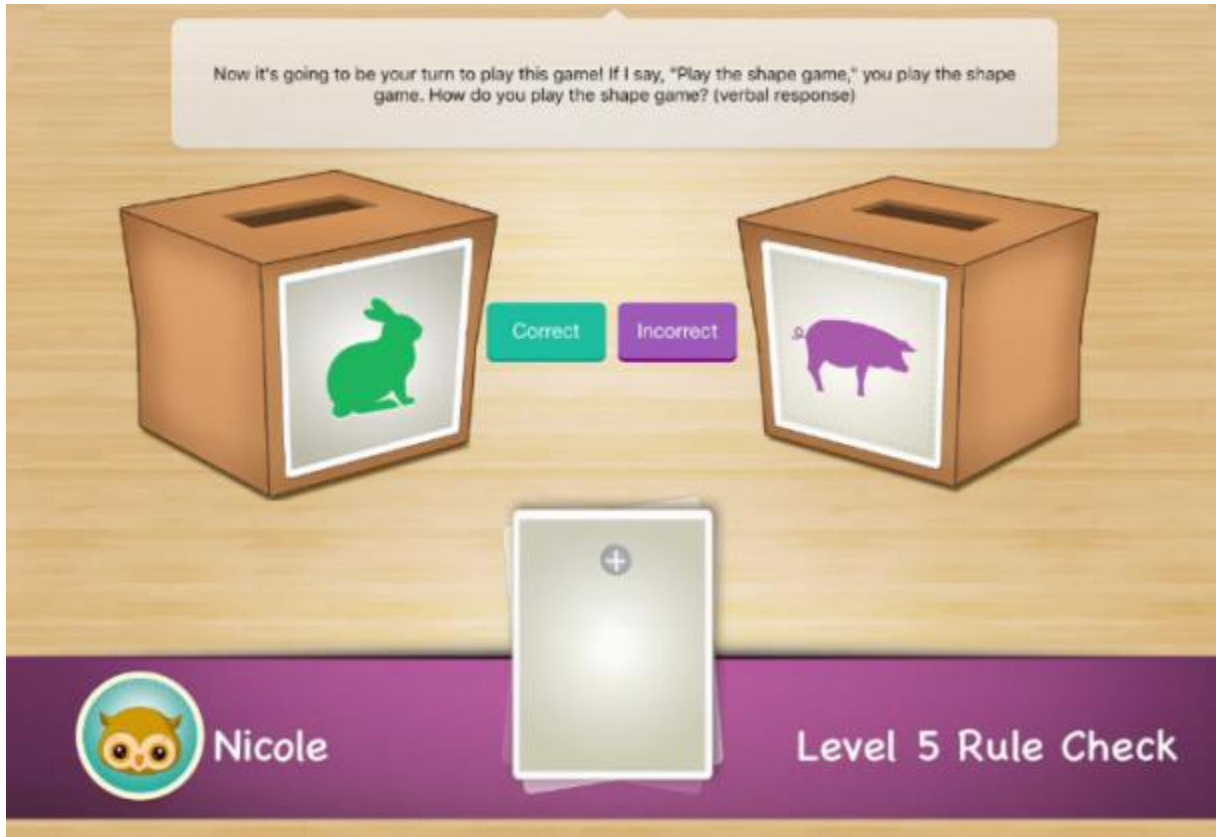 Now it's going to be your turn to play this game! If I say, "Play the shape game," you play the shape
game. How do you play the shape game? (verbal response)
Correct
Incorrect
Nicole
Level 5 Rule Check